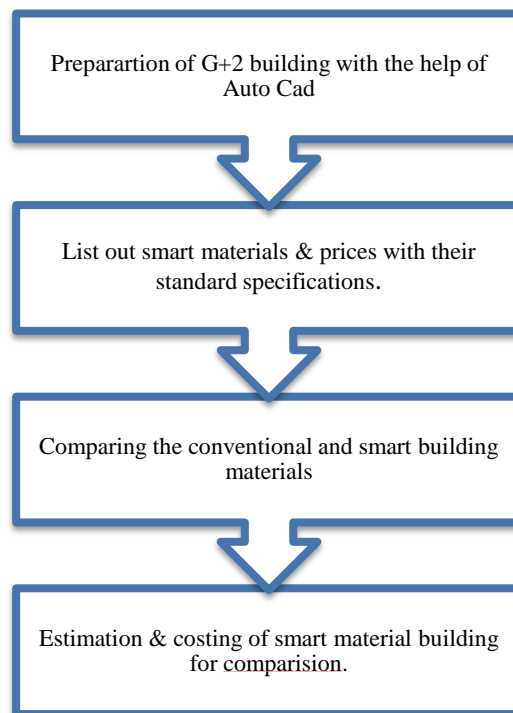 Preparartion of G+2 building with the help of
Auto Cad
List out smart materials & prices with their
standard specifications.
Comparing the conventional and smart building
materials
Estimation & costing of smart material building
for comparision.